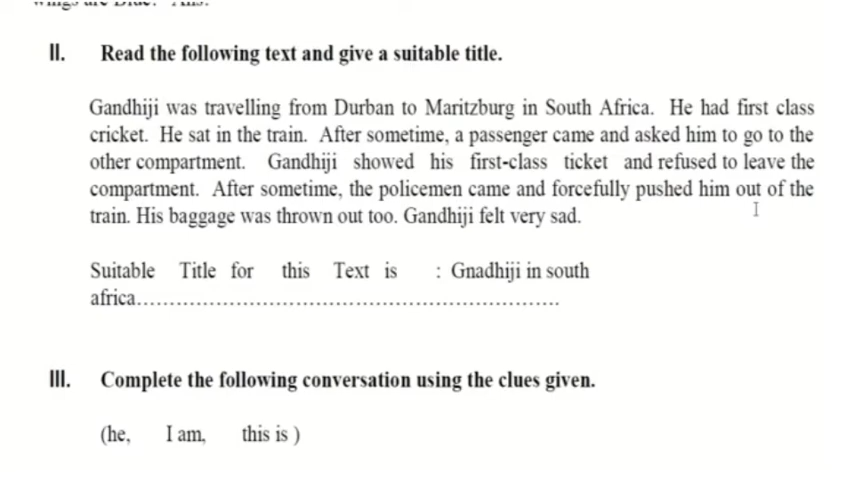 II. Read the following text and give a suitable title.
Gandhiji was travelling from Durban to Maritzburg in South Africa. He had first class
cricket. He sat in the train. After sometime, a passenger came and asked him to go to the
other compartment. Gandhiji showed his first-class ticket and refused to leave the
compartment. After sometime, the policemen came and forcefully pushed him out of the
train. His baggage was thrown out too. Gandhiji felt very sad.
Suitable Title for this Text is : Gnadhiji in south
africa................................................................
III. Complete the following conversation using the clues given.
(he, I am, this is )